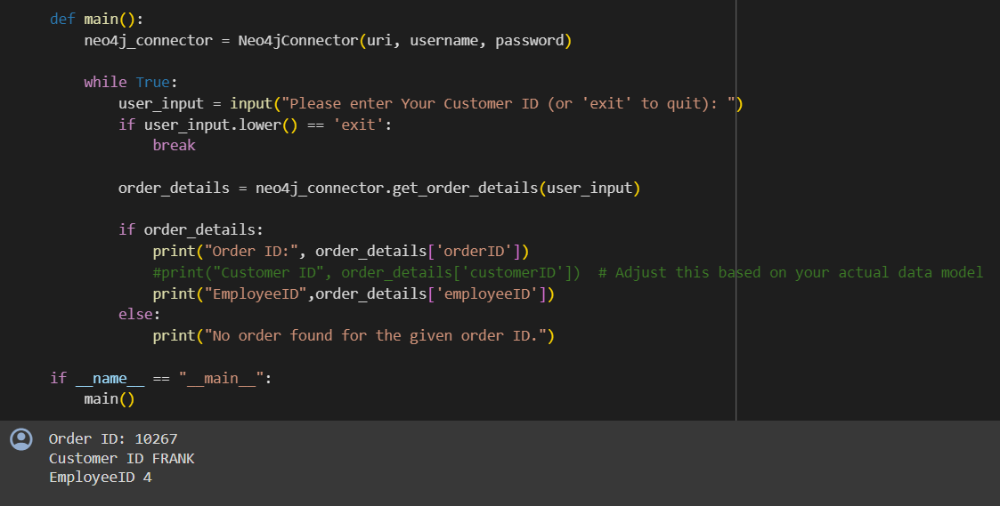 def main():
neo4j_connector = Neo4jConnector(uri, username, password)
while True:
user_input = input("Please enter Your Customer ID (or 'exit' to quit): ")
if user_input.lower() == 'exit':
break
order_details = neo4j_connector.get_order_details(user_input)
if order_details:
print("Order ID:", order_details['orderID'])
#print("Customer ID", order_details['customerID'])  # Adjust this based on your actual data model
print("EmployeeID",order_details['employeeID'])
else:
print("No order found for the given order ID.")
if __name__ == "__main__":
main()
Order ID: 10267
Customer ID FRANK
EmployeeID 4